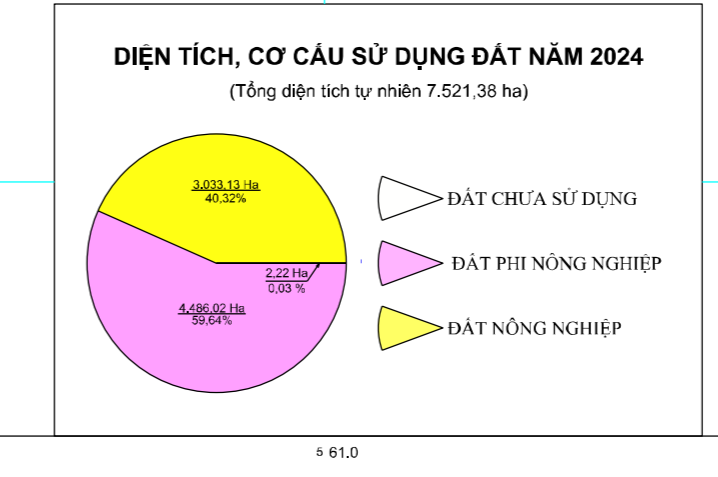 DIỆN TÍCH, CƠ CẤU SỬ DỤNG ĐẤT NĂM 2024
(Tổng diện tích tự nhiên 7.521,38 ha)
3.033,13 Ha
40,32%
2,22 Ha
0,03 %
4.486,02 Ha
59,64%
ĐẤT CHƯA SỬ DỤNG
ĐẤT PHI NÔNG NGHIỆP
ĐẤT NÔNG NGHIỆP
5 61.0